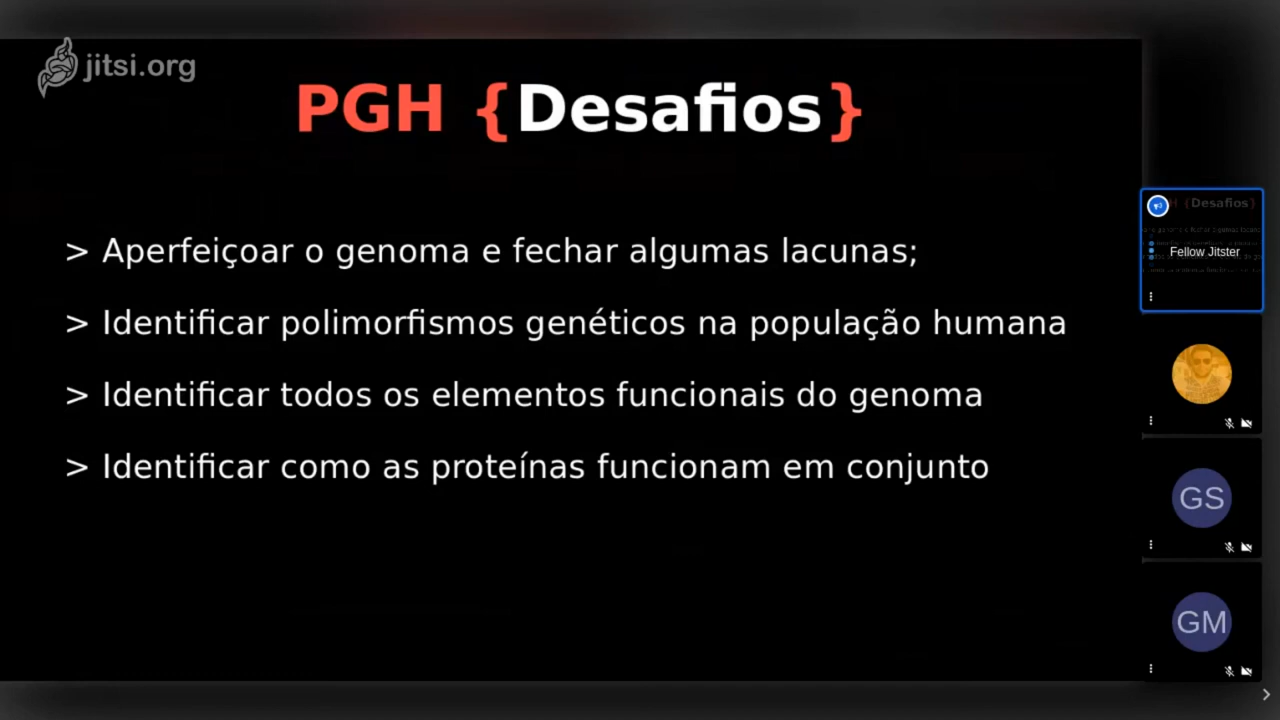 jitsi.org
PGH {Desafios}
> Aperfeiçoar o genoma e fechar algumas lacunas;
> Identificar polimorfismos genéticos na população humana
> Identificar todos os elementos funcionais do genoma
> Identificar como as proteínas funcionam em conjunto
H {Desafios}
Fellow Jitster
GS
GM